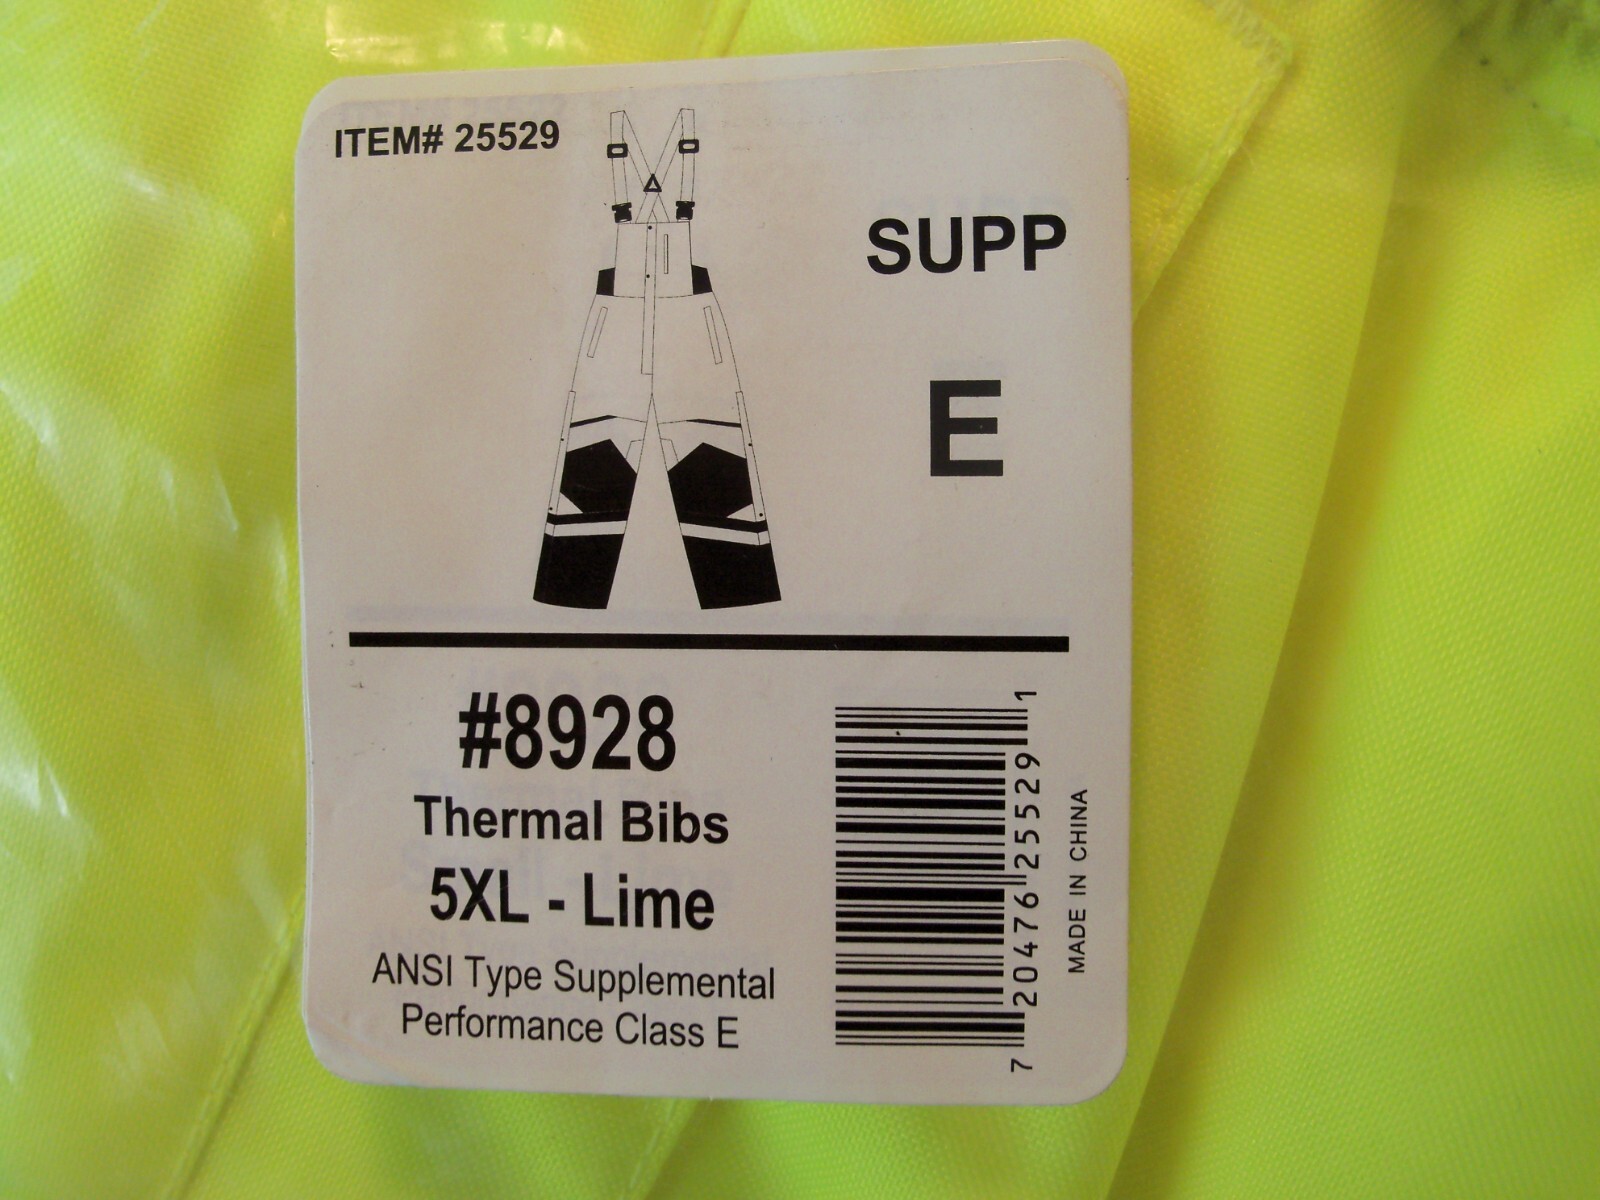 ITEM# 25529
SUPP
E
#8928
Thermal Bibs
5XL - Lime
ANSI Type Supplemental
Performance Class E
7 20476 25529 1
MADE IN CHINA